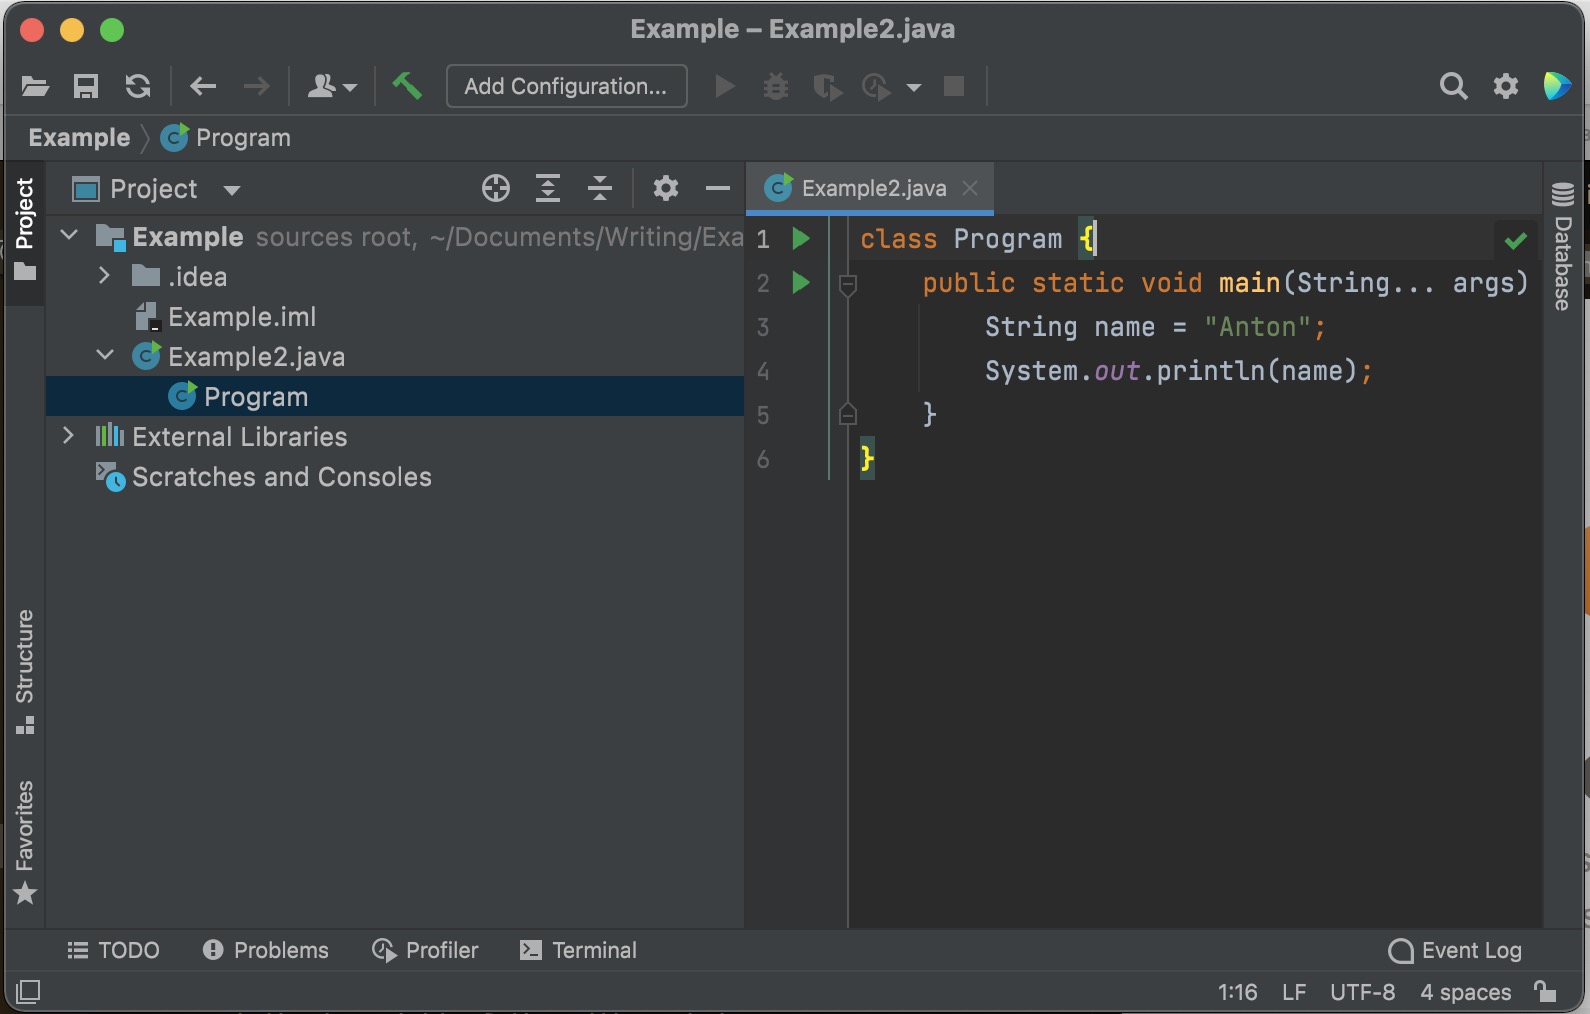 Example – Example2.java
Add Configuration...
Example Program
Project
Project
Example sources root, ~/Documents/Writing/Exa
.idea
Example.iml
Example2.java
Program
External Libraries
Scratches and Consoles
Structure
Favorites
Example2.java
1 class Program {
2 public static void main(String... args)
3 String name = "Anton";
4 System.out.println(name);
5 }
6 }
Database
TODO Problems Profiler Terminal Event Log
1:16 LF UTF-8 4 spaces